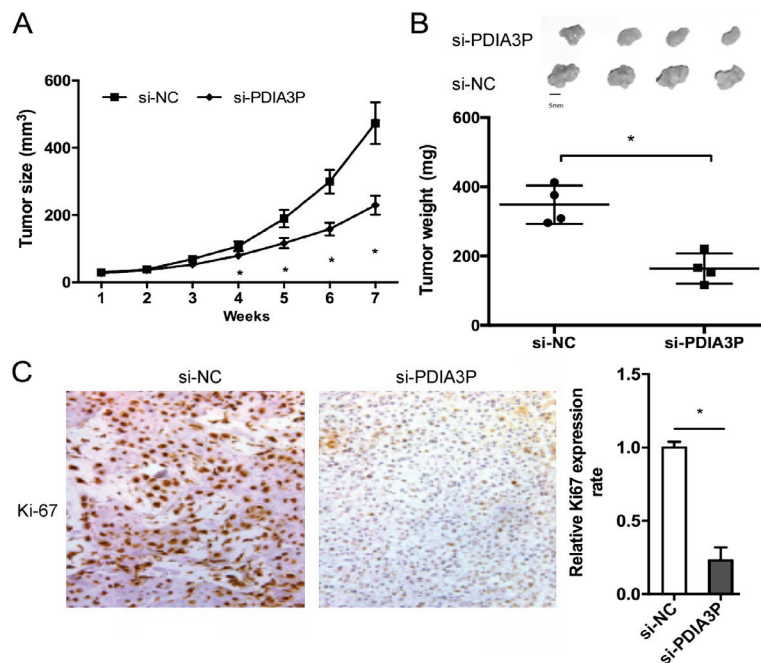 A
600
400
200
0
Tumor size (mm³)
si-NC
si-PDIA3P
*
*
*
*
1 2 3 4 5 6 7
Weeks
B
si-PDIA3P
si-NC
5mm
600
400
200
0
Tumor weight (mg)
*
si-NC si-PDIA3P
C
si-NC si-PDIA3P
Ki-67
1.5
1.0
0.5
0.0
Relative Ki67 expression
rate
*
si-NC
si-PDIA3P